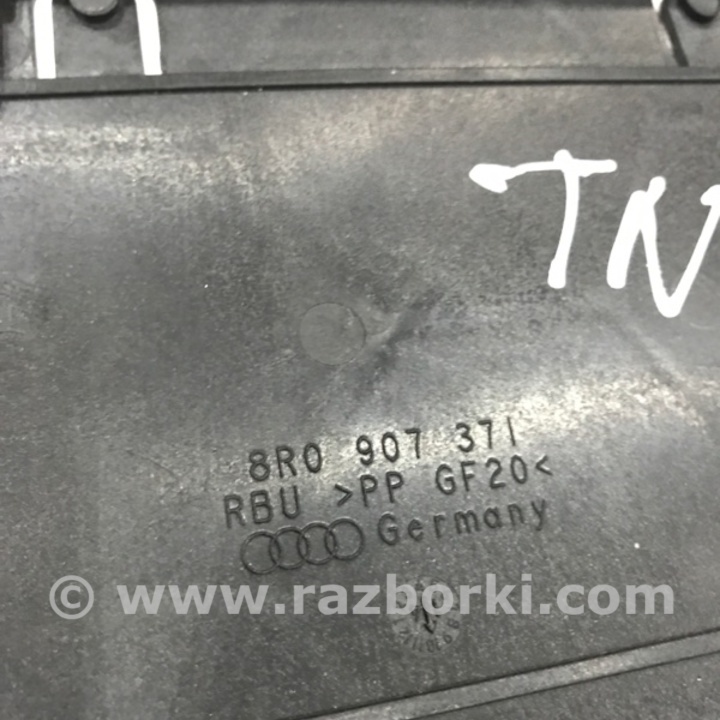 TN
8R0 907 371
RBU >PP GF20<
Germany
© www.razborki.com